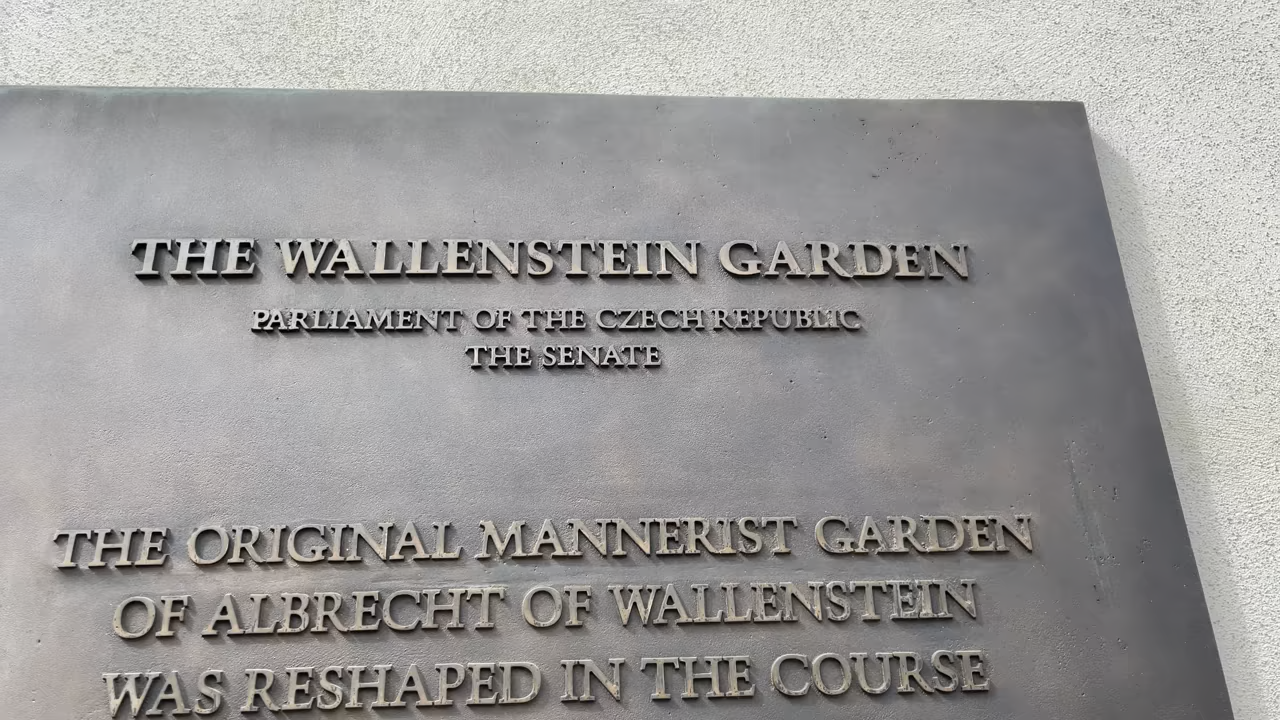 THE WALLENSTEIN GARDEN
PARLIAMENT OF THE CZECH REPUBLIC
THE SENATE
THE ORIGINAL MANNERIST GARDEN
OF ALBRECHT OF WALLENSTEIN
WAS RESHAPED IN THE COURSE